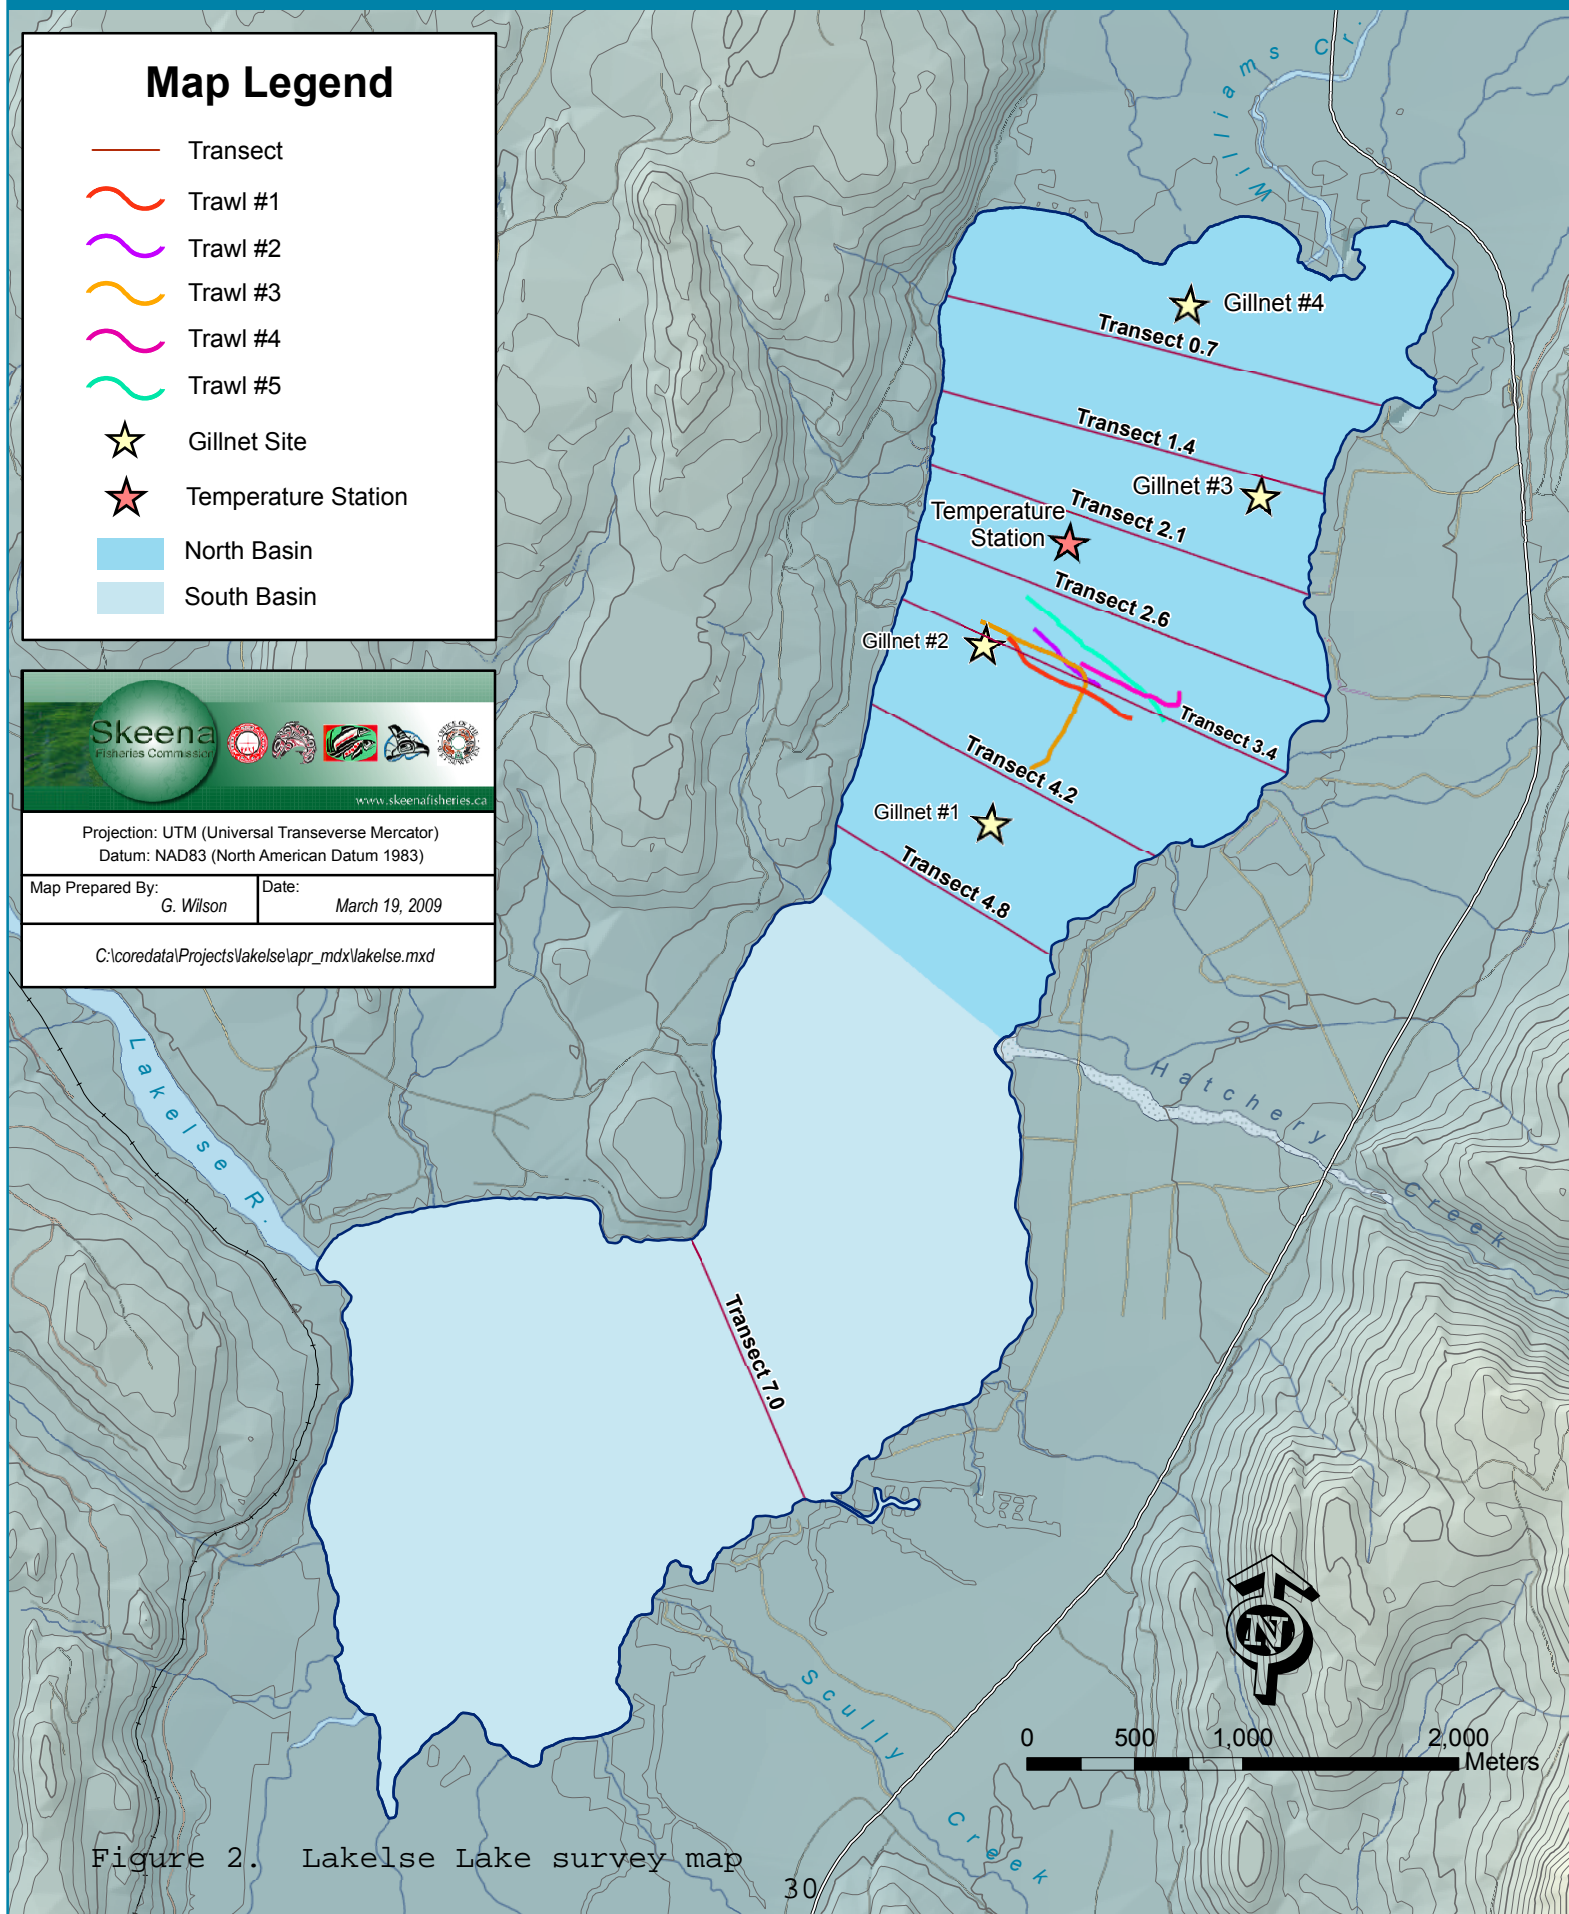 Map Legend
Transect
Trawl #1
Trawl #2
Trawl #3
Trawl #4
Trawl #5
Gillnet Site
Temperature Station
North Basin
South Basin
Skeena
Fisheries Commission
www.skeenafisheries.ca
Projection: UTM (Universal Transeverse Mercator)
Datum: NAD83 (North American Datum 1983)
Map Prepared By:
G. Wilson
Date:
March 19, 2009
C:\coredata\Projects\lakelse\apr_mdx\lakelse.mxd
Williams Cr.
Gillnet #4
Transect 0.7
Transect 1.4
Gillnet #3
Transect 2.1
Temperature
Station
Transect 2.6
Gillnet #2
Transect 3.4
Transect 4.2
Gillnet #1
Transect 4.8
Lakelse R.
Hatchery Creek
Transect 7.0
Scully Creek
N
0 500 1,000 2,000
Meters
Figure 2. Lakelse Lake survey map
30